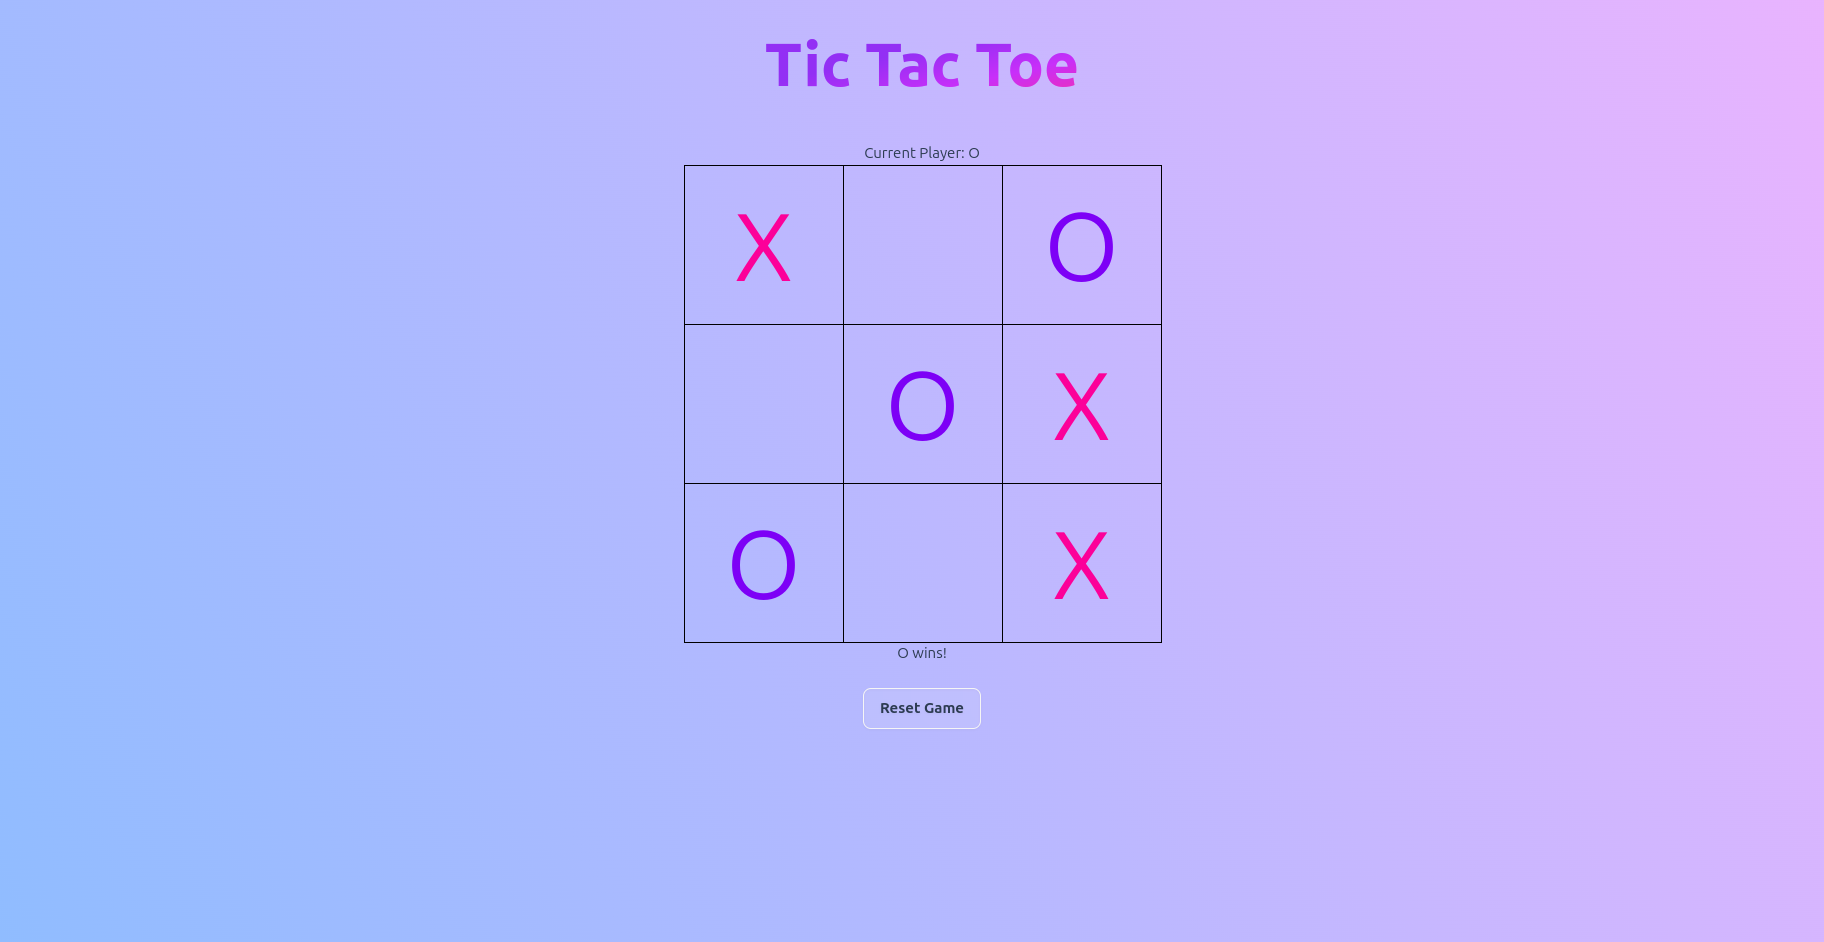 Tic Tac Toe
Current Player: O
X O
O X
O X
O wins!
Reset Game